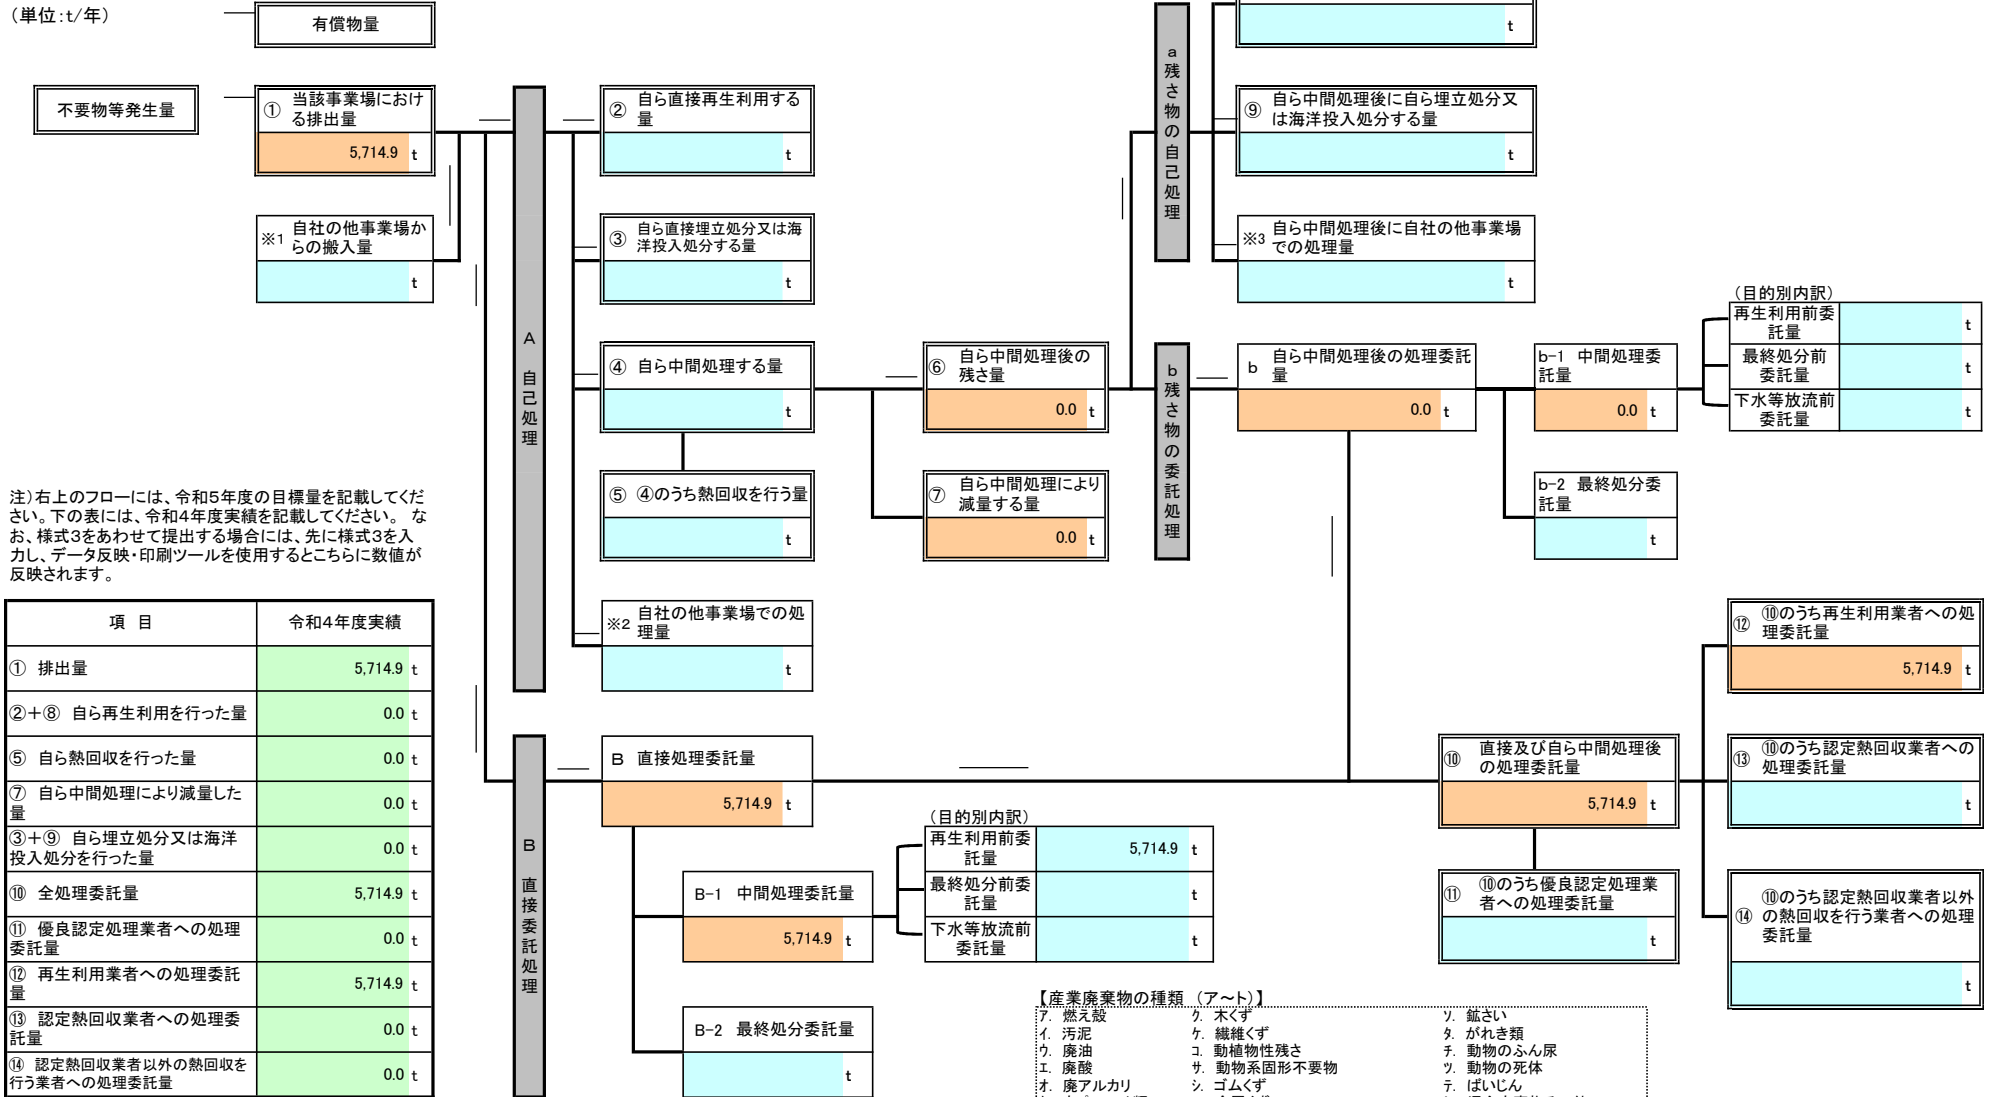 （単位：t/年）
有償物量
t
不要物等発生量
① 当該事業場におけ
る排出量
5,714.9 t
※1 自社の他事業場か
らの搬入量
t
A 自己処理
② 自ら直接再生利用する
量
t
③ 自ら直接埋立処分又は海
洋投入処分する量
t
④ 自ら中間処理する量
t
⑤ ④のうち熱回収を行う量
t
※2 自社の他事業場での処
理量
t
⑥ 自ら中間処理後の
残さ量
0.0 t
⑦ 自ら中間処理により
減量する量
0.0 t
a残さ物の自己処理
⑨ 自ら中間処理後に自ら埋立処分又
は海洋投入処分する量
t
※3 自ら中間処理後に自社の他事業場
での処理量
t
b残さ物の委託処理
b 自ら中間処理後の処理委託
量
0.0 t
b-1 中間処理委
託量
0.0 t
b-2 最終処分委
託量
t
（目的別内訳）
再生利用前委
託量
t
最終処分前
委託量
t
下水等放流前
委託量
t
注）右上のフローには、令和5年度の目標量を記載してくだ
さい。下の表には、令和4年度実績を記載してください。 な
お、様式3をあわせて提出する場合には、先に様式3を入
力し、データ反映・印刷ツールを使用するとこちらに数値が
反映されます。
項 目 令和4年度実績
① 排出量 5,714.9 t
②＋⑧ 自ら再生利用を行った量 0.0 t
⑤ 自ら熱回収を行った量 0.0 t
⑦ 自ら中間処理により減量した
量 0.0 t
③＋⑨ 自ら埋立処分又は海洋
投入処分を行った量 0.0 t
⑩ 全処理委託量 5,714.9 t
⑪ 優良認定処理業者への処理
委託量 0.0 t
⑫ 再生利用業者への処理委託
量 5,714.9 t
⑬ 認定熱回収業者への処理委
託量 0.0 t
⑭ 認定熱回収業者以外の熱回収を
行う業者への処理委託量 0.0 t
B 直接委託処理
B 直接処理委託量
5,714.9 t
B-1 中間処理委託量
5,714.9 t
B-2 最終処分委託量
t
（目的別内訳）
再生利用前委
託量
5,714.9 t
最終処分前委
託量
t
下水等放流前
委託量
t
⑩ 直接及び自ら中間処理後
の処理委託量
5,714.9 t
⑪ ⑩のうち優良認定処理業
者への処理委託量
t
⑫ ⑩のうち再生利用業者への処
理委託量
5,714.9 t
⑬ ⑩のうち認定熱回収業者への
処理委託量
t
⑭ ⑩のうち認定熱回収業者以外
の熱回収を行う業者への処理
委託量
t
【産業廃棄物の種類 （ア～ト）】
ア. 燃え殻 ク. 木くず ソ. 鉱さい
イ. 汚泥 ケ. 繊維くず タ. がれき類
ウ. 廃油 コ. 動植物性残さ チ. 動物のふん尿
エ. 廃酸 サ. 動物系固形不要物 ツ. 動物の死体
オ. 廃アルカリ シ. ゴムくず テ. ばいじん